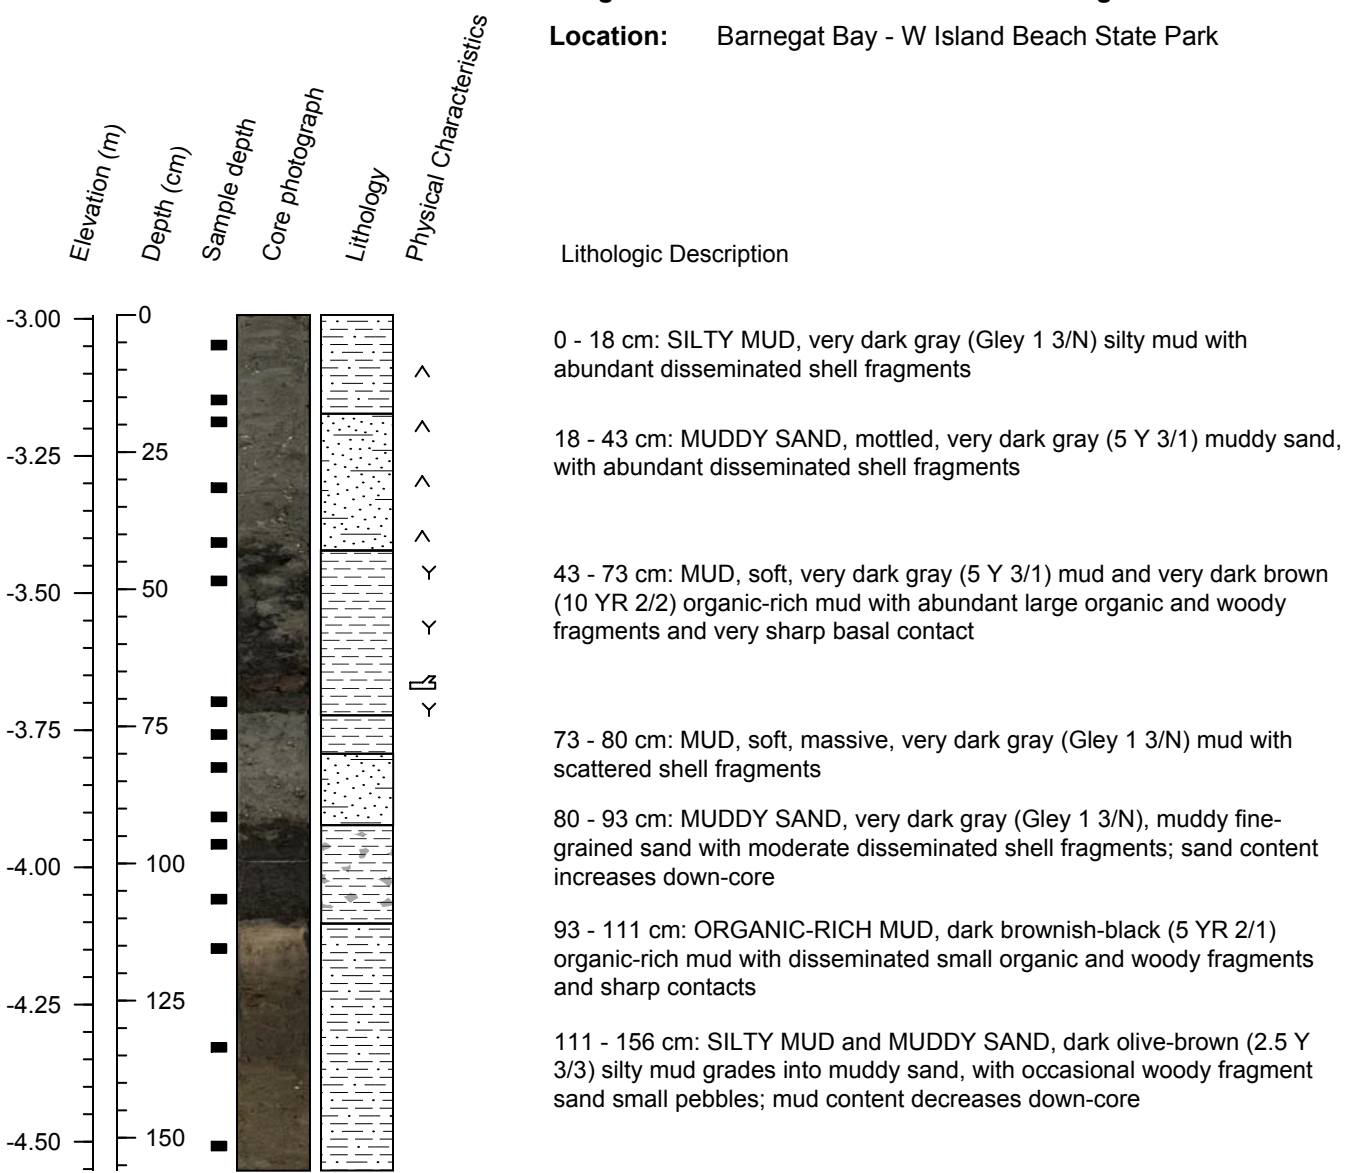 Location: Barnegat Bay - W Island Beach State Park
Elevation (m)
Depth (cm)
Sample depth
Core photograph
Lithology
Physical Characteristics
Lithologic Description
-3.00
-3.25
-3.50
-3.75
-4.00
-4.25
-4.50
0
25
50
75
100
125
150
0 - 18 cm: SILTY MUD, very dark gray (Gley 1 3/N) silty mud with
abundant disseminated shell fragments
18 - 43 cm: MUDDY SAND, mottled, very dark gray (5 Y 3/1) muddy sand,
with abundant disseminated shell fragments
43 - 73 cm: MUD, soft, very dark gray (5 Y 3/1) mud and very dark brown
(10 YR 2/2) organic-rich mud with abundant large organic and woody
fragments and very sharp basal contact
73 - 80 cm: MUD, soft, massive, very dark gray (Gley 1 3/N) mud with
scattered shell fragments
80 - 93 cm: MUDDY SAND, very dark gray (Gley 1 3/N), muddy fine-
grained sand with moderate disseminated shell fragments; sand content
increases down-core
93 - 111 cm: ORGANIC-RICH MUD, dark brownish-black (5 YR 2/1)
organic-rich mud with disseminated small organic and woody fragments
and sharp contacts
111 - 156 cm: SILTY MUD and MUDDY SAND, dark olive-brown (2.5 Y
3/3) silty mud grades into muddy sand, with occasional woody fragment
sand small pebbles; mud content decreases down-core